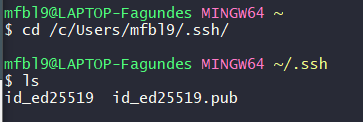 mfbl9@LAPTOP-Fagundes MINGW64 ~
$ cd /c/Users/mfbl9/.ssh/
mfbl9@LAPTOP-Fagundes MINGW64 ~/.ssh
$ ls
id_ed25519  id_ed25519.pub